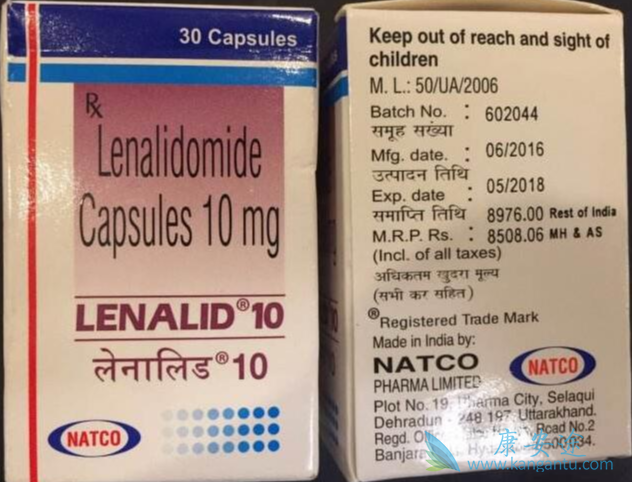 30 Capsules
Rx
Lenalidomide
Capsules 10 mg
LENALID® 10
लेनालिड® 10
NATCO
Keep out of reach and sight of
children
M. L.: 50/UA/2006
Batch No. : 602044
समूह संख्या
Mfg. date. : 06/2016
उत्पादन तिथि
Exp. date : 05/2018
समाप्ति तिथि 8976.00 Rest of India
M.R.P. Rs. : 8508.06 MH & AS
(Incl. of all taxes)
अधिकतम खुदरा मूल्य
(सभी कर सहित)
®Registered Trade Mark
Made in India by:
NATCO NATCO
PHARMA LIMITED
Plot No. 19, Pharma City, Selaqui
Dehradun - 248 197, Uttarakhand.
Regd. Off Road No.2
Banjara 500034.
康安途
www.kangantu.com